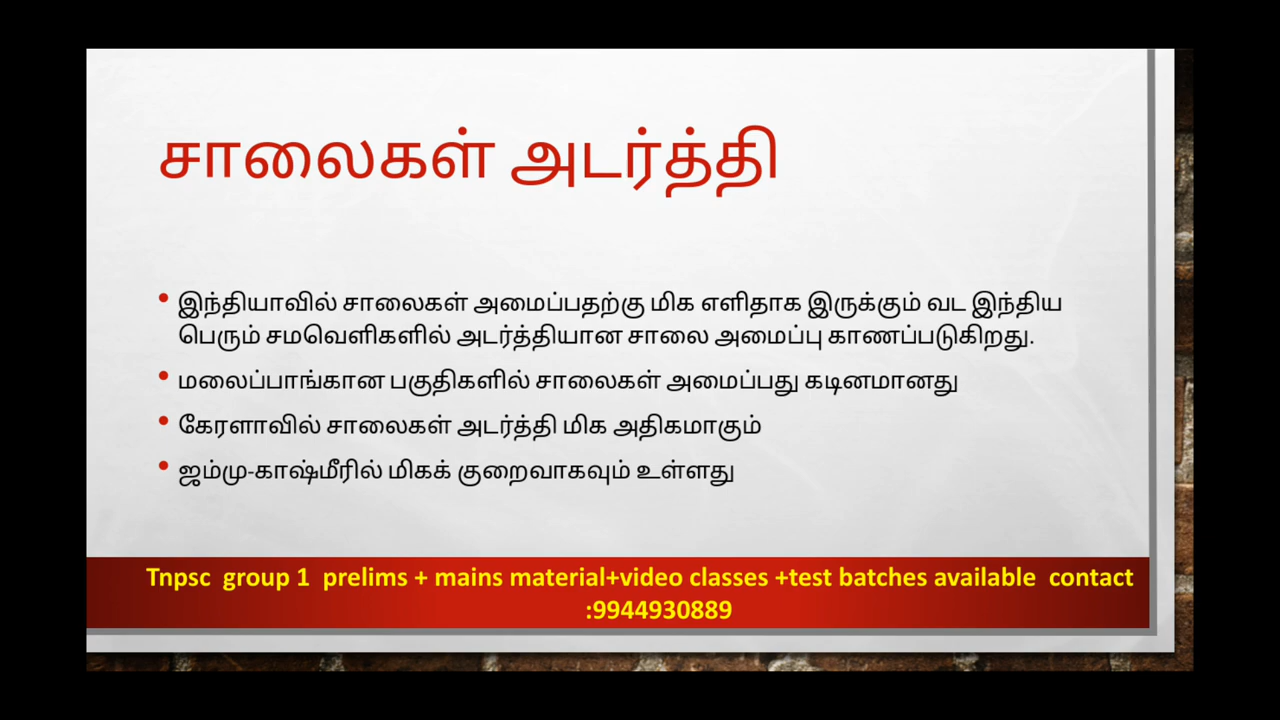 சாலைகள் அடர்த்தி
• இந்தியாவில் சாலைகள் அமைப்பதற்கு மிக எளிதாக இருக்கும் வட இந்திய
பெரும் சமவெளிகளில் அடர்த்தியான சாலை அமைப்பு காணப்படுகிறது.
• மலைப்பாங்கான பகுதிகளில் சாலைகள் அமைப்பது கடினமானது
• கேரளாவில் சாலைகள் அடர்த்தி மிக அதிகமாகும்
• ஜம்மு-காஷ்மீரில் மிகக் குறைவாகவும் உள்ளது
Tnpsc group 1 prelims + mains material+video classes +test batches available contact
:9944930889